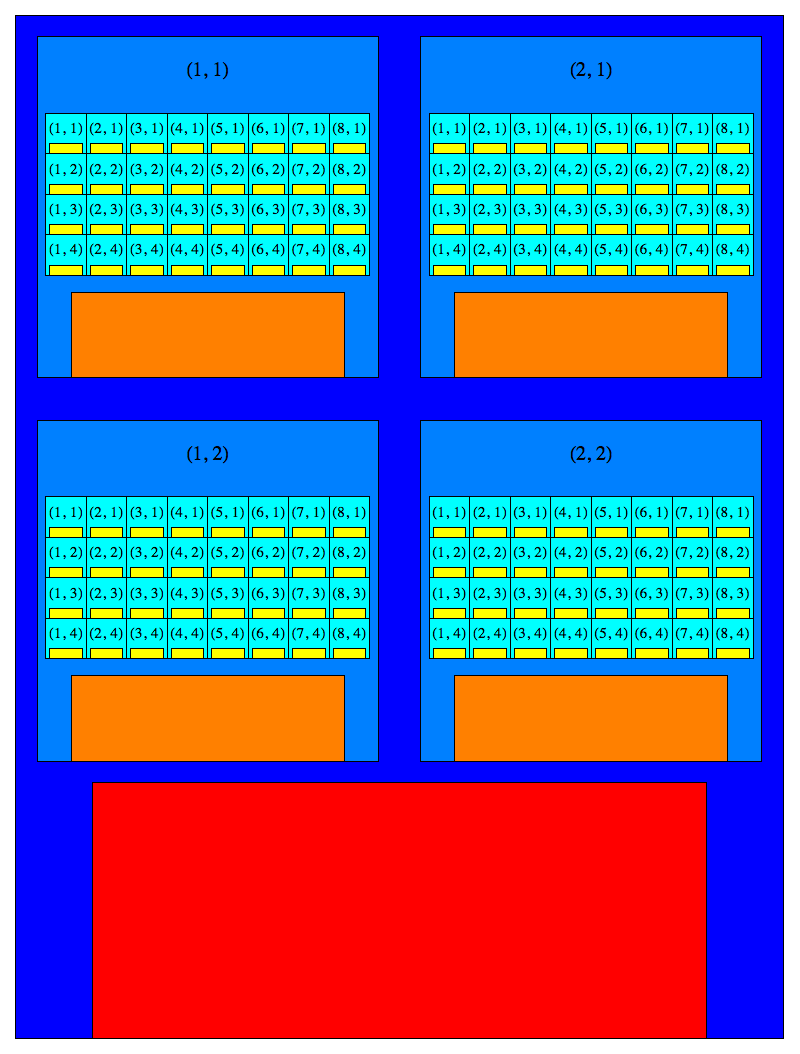 (1, 1) (2, 1)
(1, 1) (2, 1) (3, 1) (4, 1) (5, 1) (6, 1) (7, 1) (8, 1) (1, 1) (2, 1) (3, 1) (4, 1) (5, 1) (6, 1) (7, 1) (8, 1)
(1, 2) (2, 2) (3, 2) (4, 2) (5, 2) (6, 2) (7, 2) (8, 2) (1, 2) (2, 2) (3, 2) (4, 2) (5, 2) (6, 2) (7, 2) (8, 2)
(1, 3) (2, 3) (3, 3) (4, 3) (5, 3) (6, 3) (7, 3) (8, 3) (1, 3) (2, 3) (3, 3) (4, 3) (5, 3) (6, 3) (7, 3) (8, 3)
(1, 4) (2, 4) (3, 4) (4, 4) (5, 4) (6, 4) (7, 4) (8, 4) (1, 4) (2, 4) (3, 4) (4, 4) (5, 4) (6, 4) (7, 4) (8, 4)
(1, 2) (2, 2)
(1, 1) (2, 1) (3, 1) (4, 1) (5, 1) (6, 1) (7, 1) (8, 1) (1, 1) (2, 1) (3, 1) (4, 1) (5, 1) (6, 1) (7, 1) (8, 1)
(1, 2) (2, 2) (3, 2) (4, 2) (5, 2) (6, 2) (7, 2) (8, 2) (1, 2) (2, 2) (3, 2) (4, 2) (5, 2) (6, 2) (7, 2) (8, 2)
(1, 3) (2, 3) (3, 3) (4, 3) (5, 3) (6, 3) (7, 3) (8, 3) (1, 3) (2, 3) (3, 3) (4, 3) (5, 3) (6, 3) (7, 3) (8, 3)
(1, 4) (2, 4) (3, 4) (4, 4) (5, 4) (6, 4) (7, 4) (8, 4) (1, 4) (2, 4) (3, 4) (4, 4) (5, 4) (6, 4) (7, 4) (8, 4)